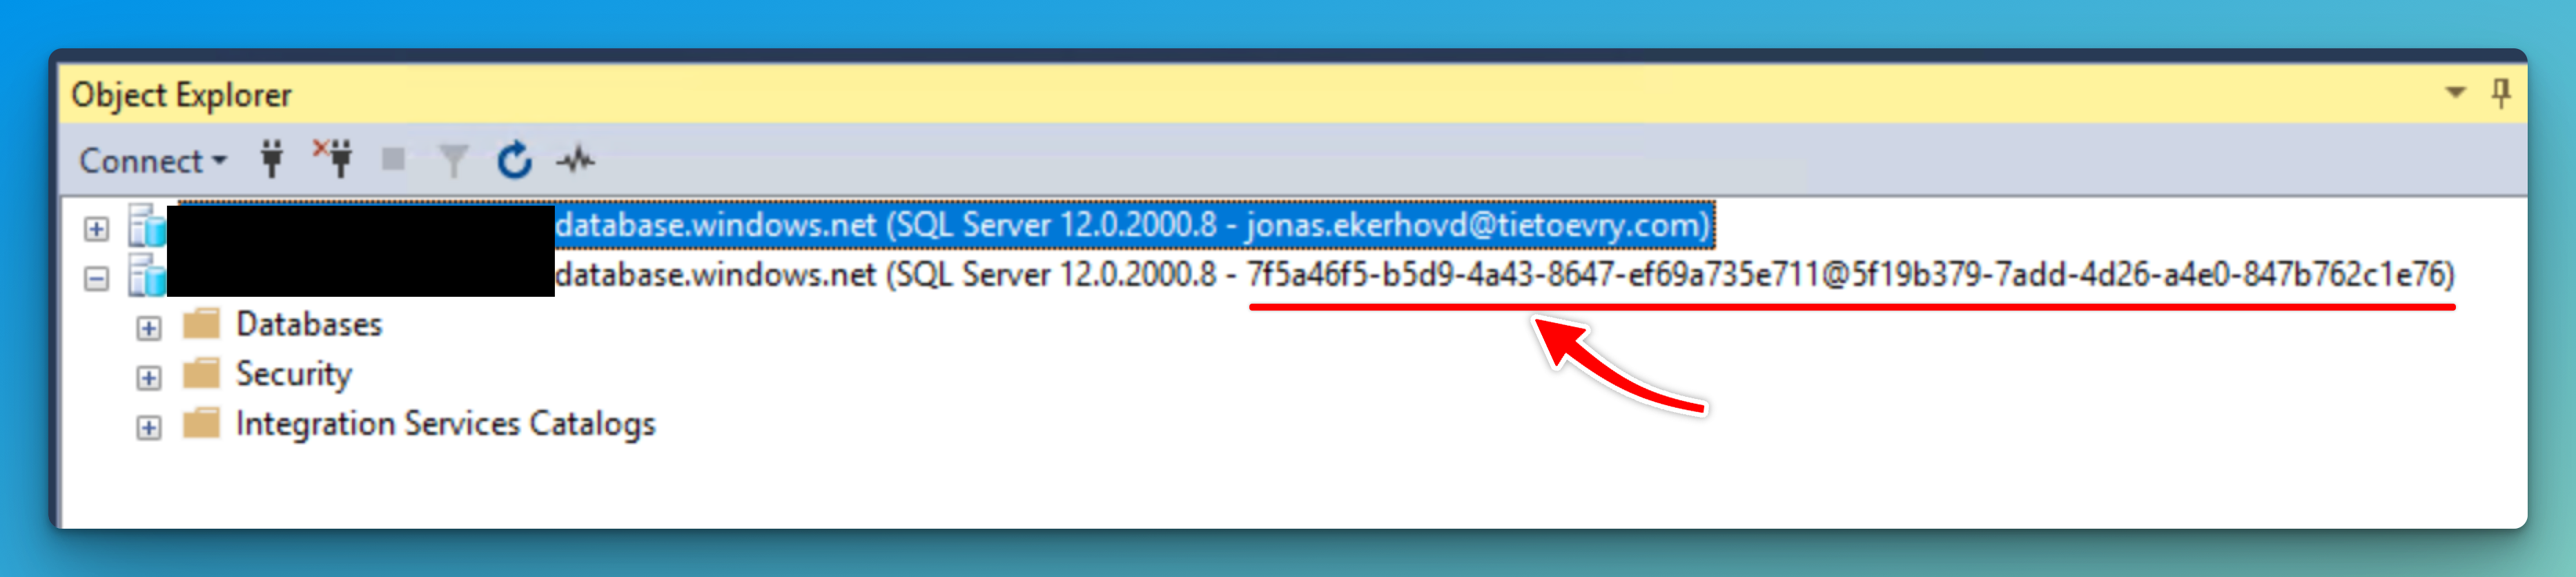 Object Explorer
Connect
database.windows.net (SQL Server 12.0.2000.8 - jonas.ekerhovd@tietoevry.com)
database.windows.net (SQL Server 12.0.2000.8 - 7f5a46f5-b5d9-4a43-8647-ef69a735e711@5f19b379-7add-4d26-a4e0-847b762c1e76)
Databases
Security
Integration Services Catalogs